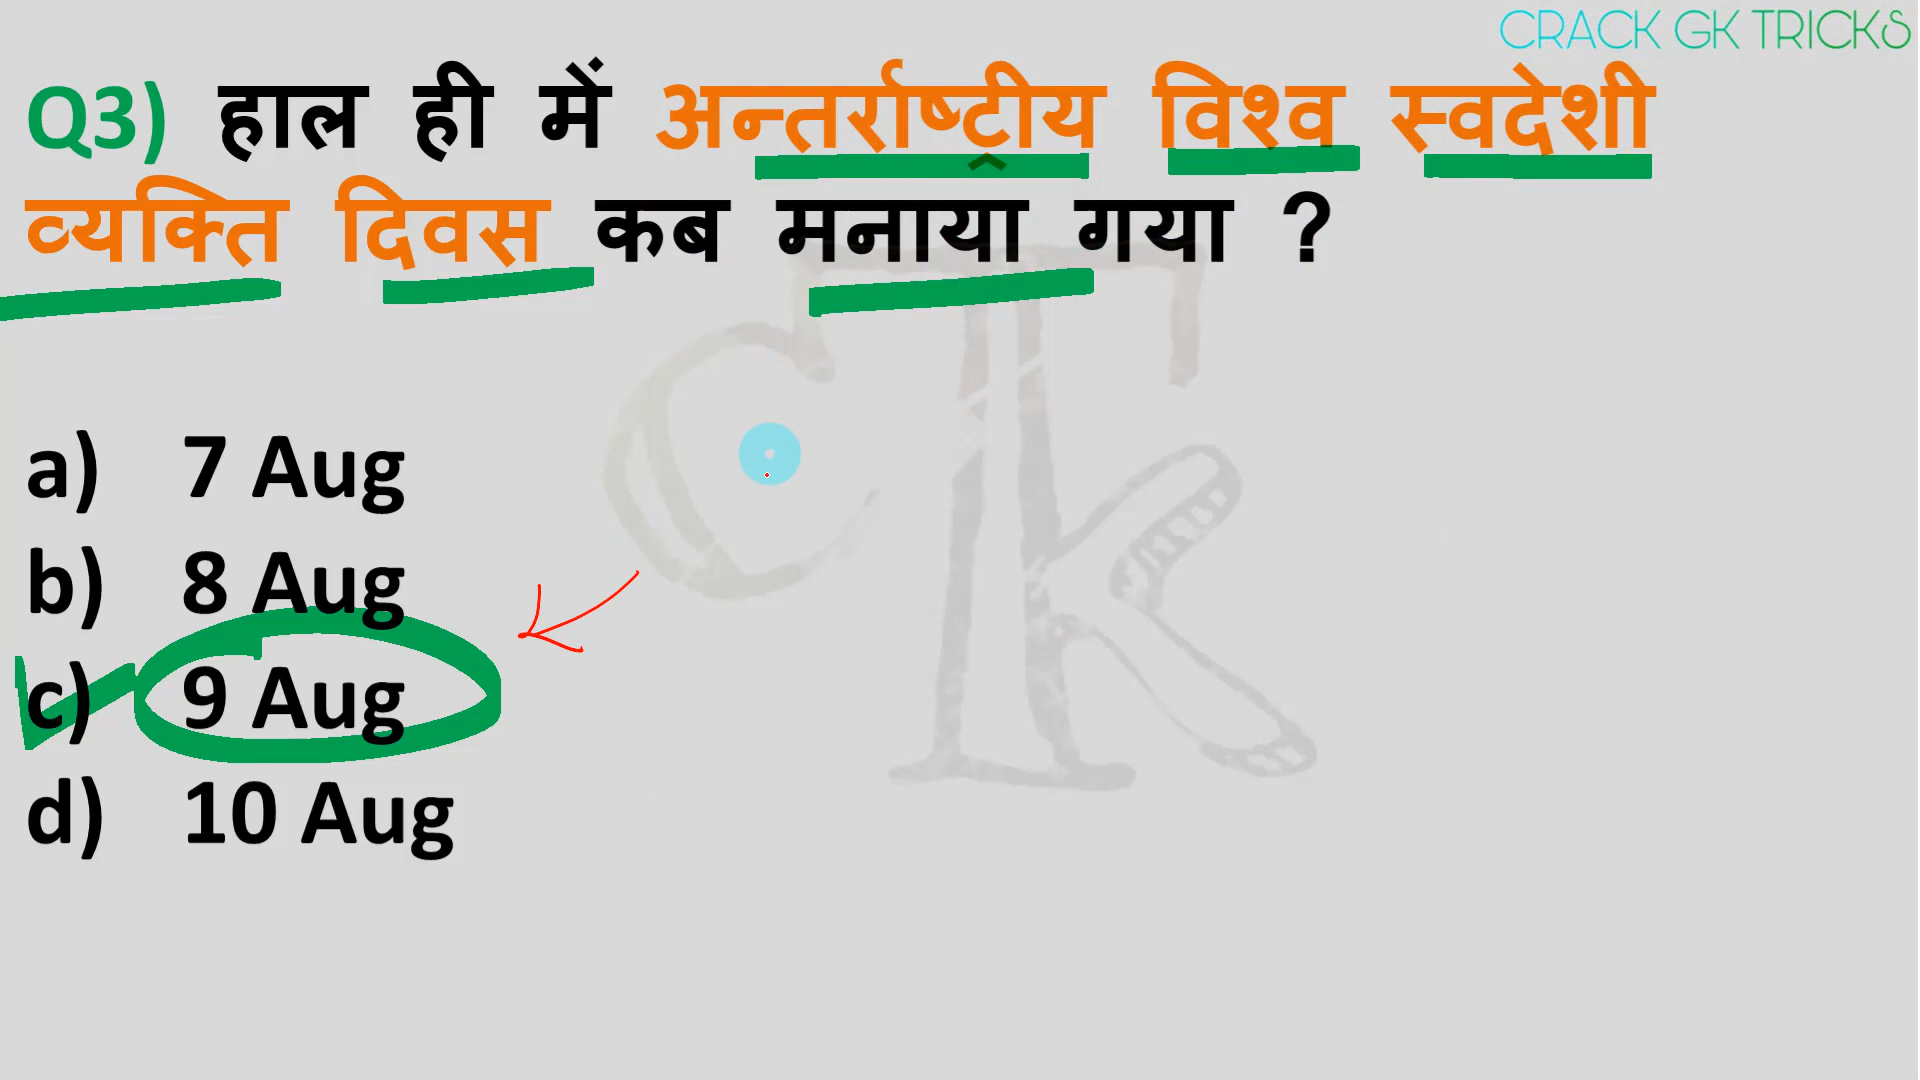 CRACK GK TRICKS
Q3) हाल ही में अन्तर्राष्ट्रीय विश्व स्वदेशी
व्यक्ति दिवस कब मनाया गया ?
a) 7 Aug
b) 8 Aug
c) 9 Aug
d) 10 Aug
CTK